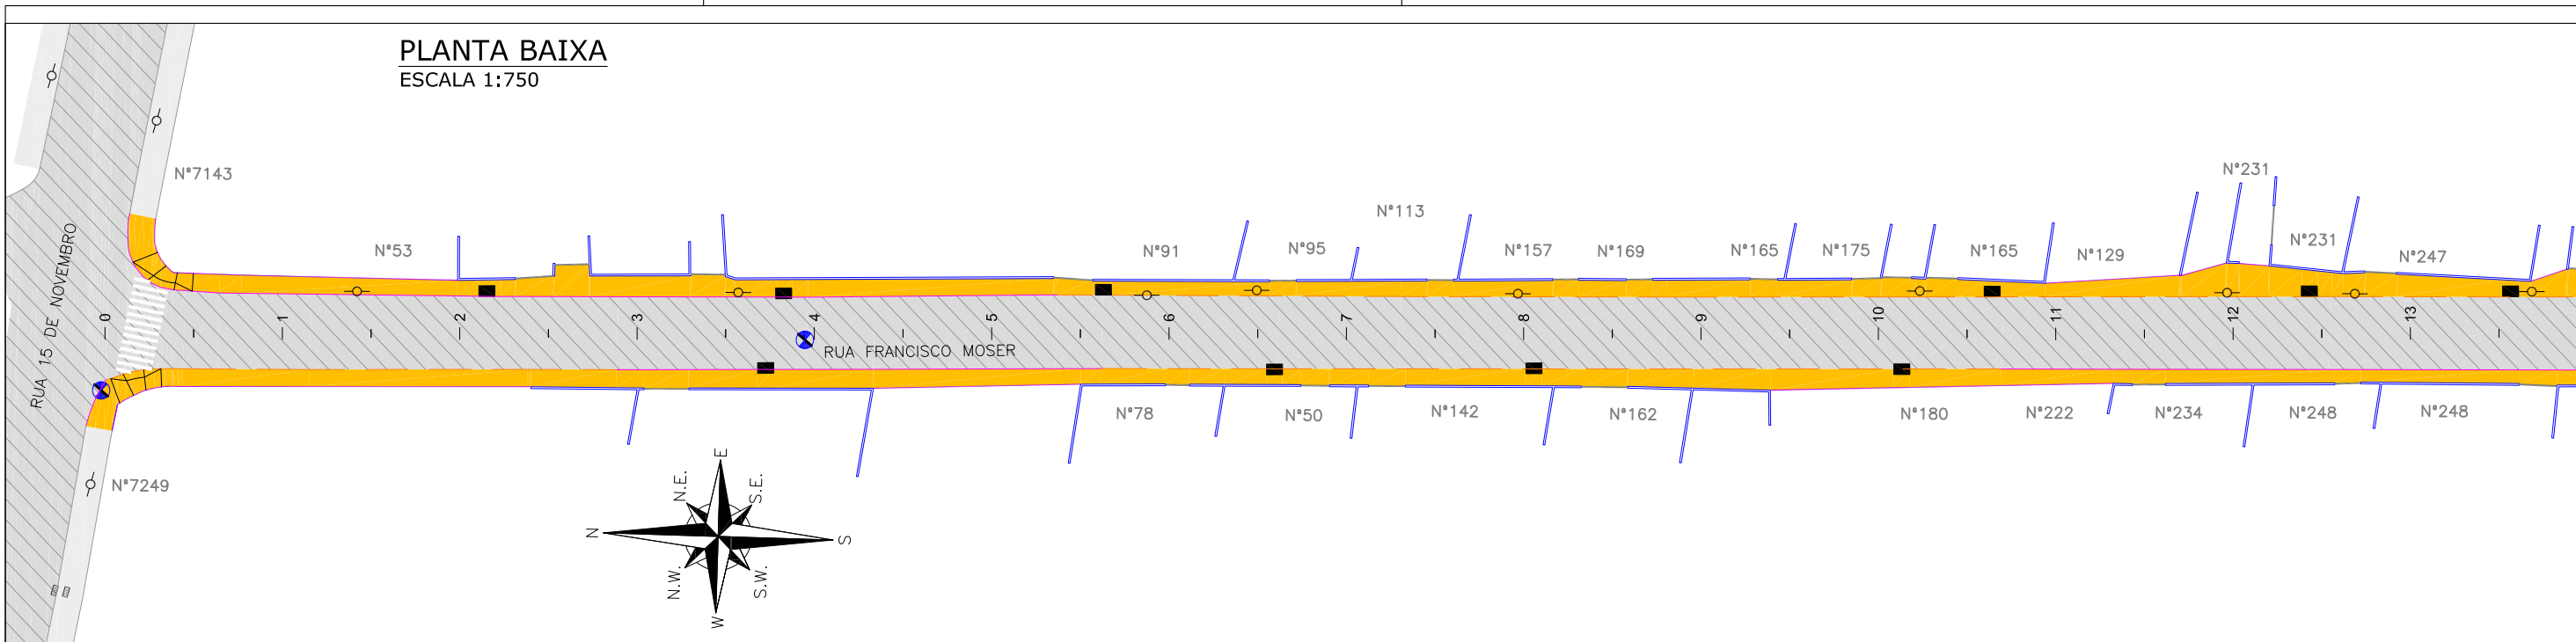 PLANTA BAIXA
ESCALA 1:750
N°7143
N°53
N°91
N°95
N°113
N°157
N°169
N°165
N°175
N°165
N°129
N°231
N°231
N°247
RUA 15 DE NOVEMBRO
0
1
2
3
4
5
6
7
8
9
10
11
12
13
RUA FRANCISCO MOSER
N°78
N°50
N°142
N°162
N°180
N°222
N°234
N°248
N°248
N°7249
E
N.E.
S.E.
N
S
N.W.
S.W.
W